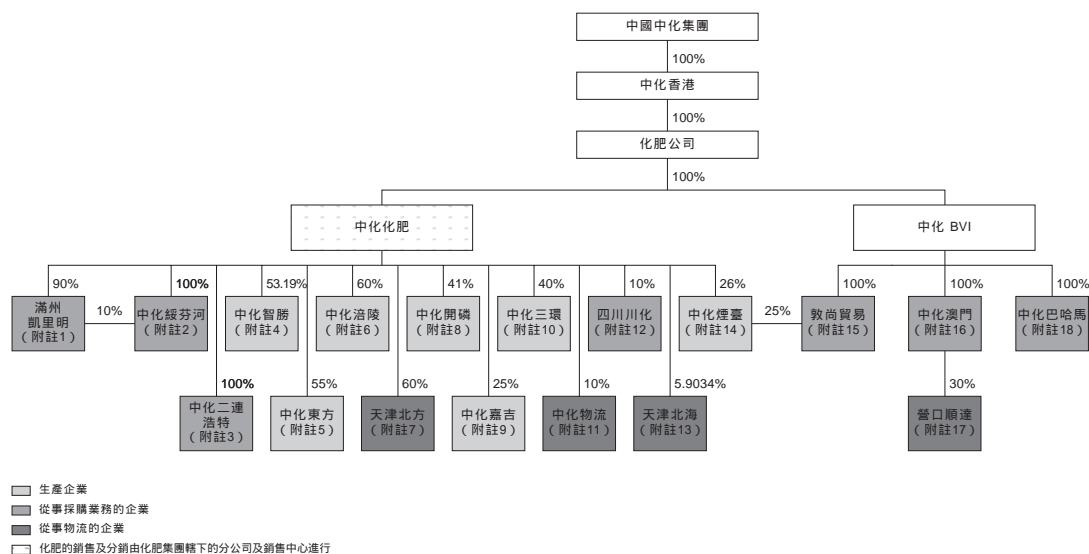 中國中化集團
100%
中化香港
100%
化肥公司
100%
中化化肥
中化 BVI
90%
100%
53.19%
60%
41%
40%
10%
26%
100%
100%
100%
滿州
凱里明
(附註1)
10%
中化綏芬河
(附註2)
中化智勝
(附註4)
中化涪陵
(附註6)
中化開磷
(附註8)
中化三環
(附註10)
四川川化
(附註12)
中化煙臺
(附註14)
25%
敦尚貿易
(附註15)
中化澳門
(附註16)
中化巴哈馬
(附註18)
100%
55%
60%
25%
10%
5.9034%
30%
中化二連
浩特
(附註3)
中化東方
(附註5)
天津北方
(附註7)
中化嘉吉
(附註9)
中化物流
(附註11)
天津北海
(附註13)
營口順達
(附註17)
生產企業
從事採購業務的企業
從事物流的企業
化肥的銷售及分銷由化肥集團轄下的分公司及銷售中心進行